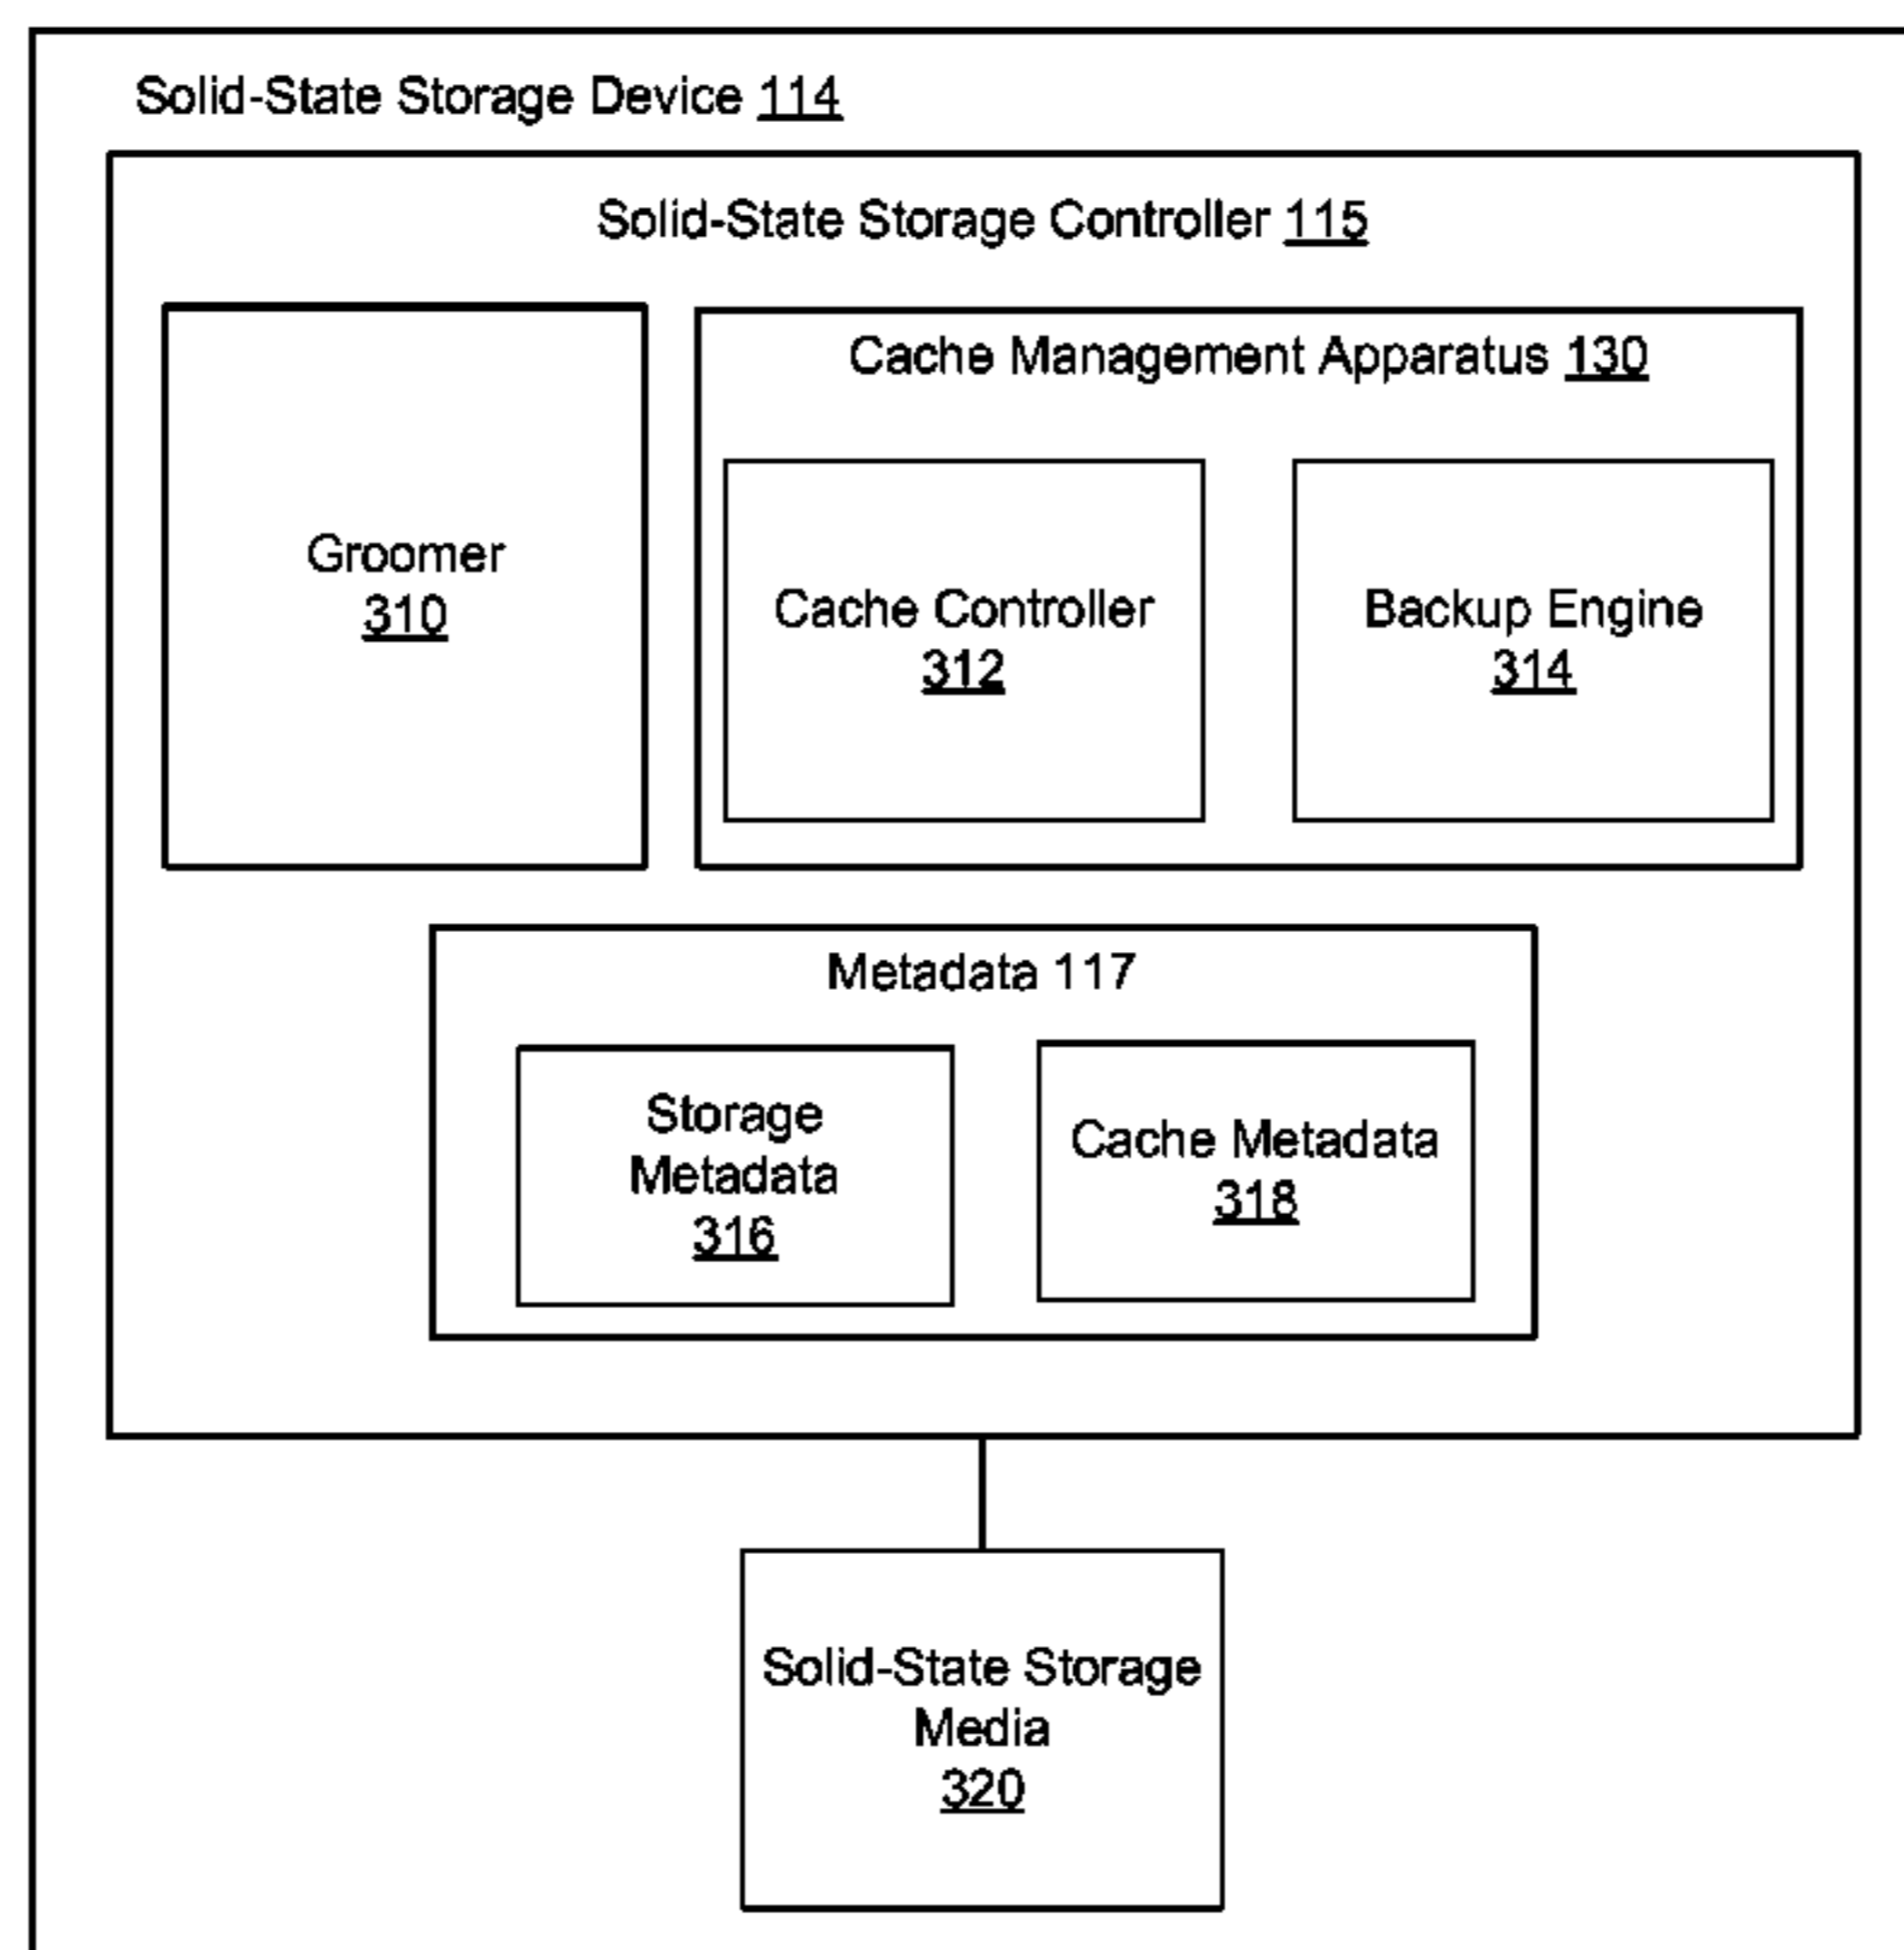 Solid-State Storage Device 114
Solid-State Storage Controller 115
Groomer
310
Cache Management Apparatus 130
Cache Controller
312
Backup Engine
314
Metadata 117
Storage
Metadata
316
Cache Metadata
318
Solid-State Storage
Media
320